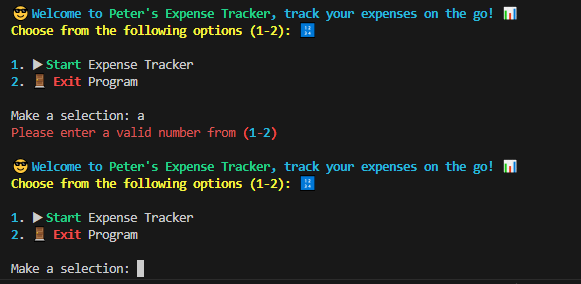 😎 Welcome to Peter's Expense Tracker, track your expenses on the go! 📊
Choose from the following options (1-2): 🔢
1. ▶ Start Expense Tracker
2. 🚪 Exit Program
Make a selection: a
Please enter a valid number from (1-2)
😎 Welcome to Peter's Expense Tracker, track your expenses on the go! 📊
Choose from the following options (1-2): 🔢
1. ▶ Start Expense Tracker
2. 🚪 Exit Program
Make a selection: